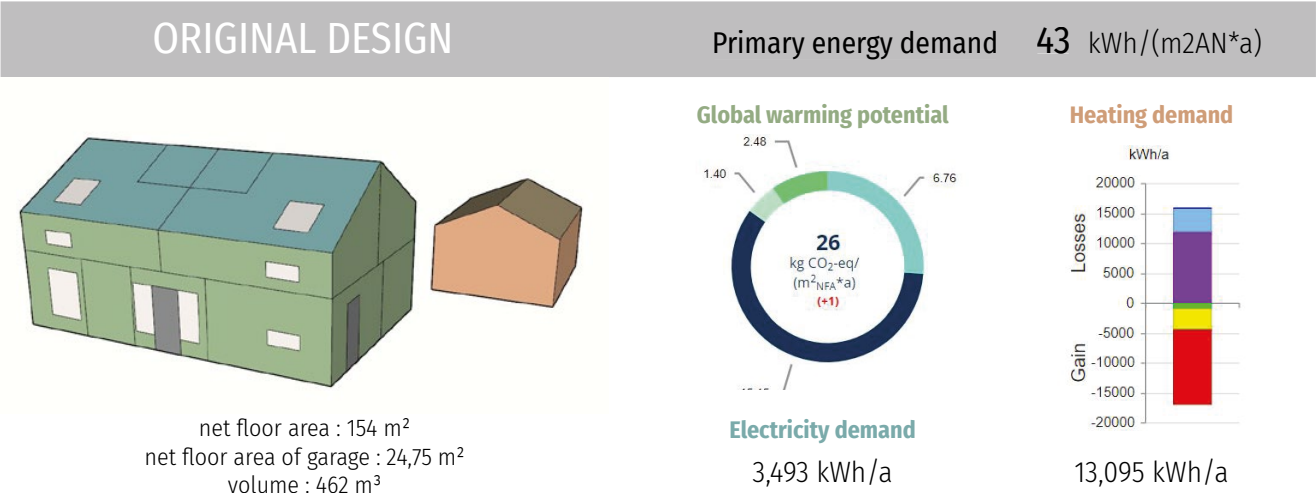 ORIGINAL DESIGN
Primary energy demand 43 kWh/(m2AN*a)
Global warming potential
2.48
1.40
6.76
26
kg CO₂-eq/
(m²NFA*a)
(+1)
Heating demand
kWh/a
20000
15000
10000
5000
0
-5000
-10000
-15000
-20000
Losses
Gain
net floor area : 154 m²
net floor area of garage : 24,75 m²
volume : 462 m³
Electricity demand
3,493 kWh/a
13,095 kWh/a